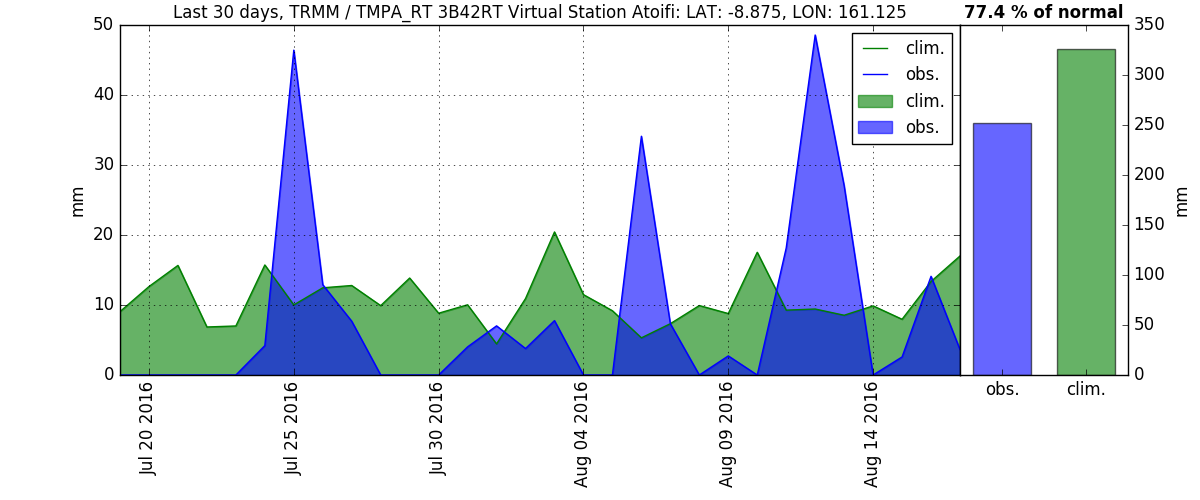 Last 30 days, TRMM / TMPA_RT 3B42RT Virtual Station Atoifi: LAT: -8.875, LON: 161.125
77.4 % of normal
50
40
30
20
10
0
mm
clim.
obs.
clim.
obs.
350
300
250
200
150
100
50
0
mm
Jul 20 2016
Jul 25 2016
Jul 30 2016
Aug 04 2016
Aug 09 2016
Aug 14 2016
obs.
clim.